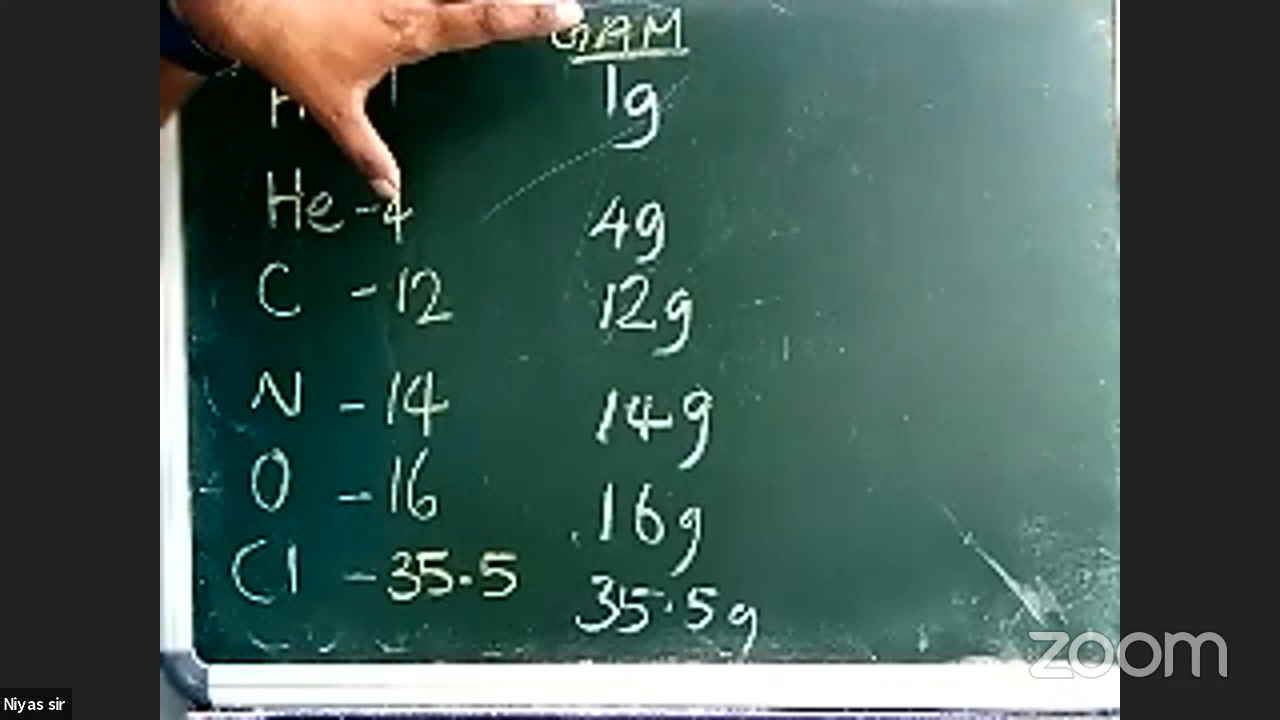 GAM
H 1 1g
He - 4 4g
C - 12 12g
N - 14 14g
O - 16 16g
Cl - 35.5 35.5g
zoom
Niyas sir